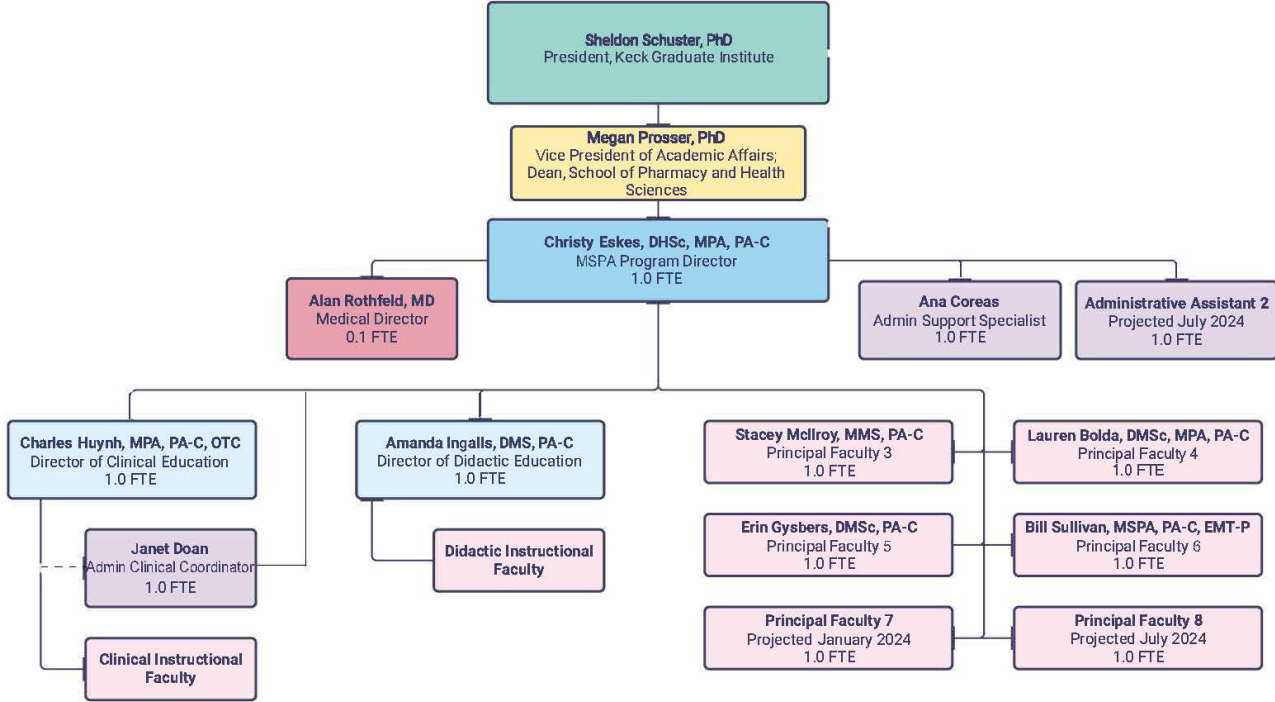 Sheldon Schuster, PhD
President, Keck Graduate Institute
Megan Prosser, PhD
Vice President of Academic Affairs;
Dean, School of Pharmacy and Health
Sciences
Christy Eskes, DHSc, MPA, PA-C
MSPA Program Director
1.0 FTE
Alan Rothfeld, MD
Medical Director
0.1 FTE
Ana Coreas
Admin Support Specialist
1.0 FTE
Administrative Assistant 2
Projected July 2024
1.0 FTE
Charles Huynh, MPA, PA-C, OTC
Director of Clinical Education
1.0 FTE
Amanda Ingalls, DMS, PA-C
Director of Didactic Education
1.0 FTE
Stacey McIlroy, MMS, PA-C
Principal Faculty 3
1.0 FTE
Lauren Bolda, DMSc, MPA, PA-C
Principal Faculty 4
1.0 FTE
Janet Doan
Admin Clinical Coordinator
1.0 FTE
Didactic Instructional
Faculty
Erin Gysbers, DMSc, PA-C
Principal Faculty 5
1.0 FTE
Bill Sullivan, MSPA, PA-C, EMT-P
Principal Faculty 6
1.0 FTE
Clinical Instructional
Faculty
Principal Faculty 7
Projected January 2024
1.0 FTE
Principal Faculty 8
Projected July 2024
1.0 FTE